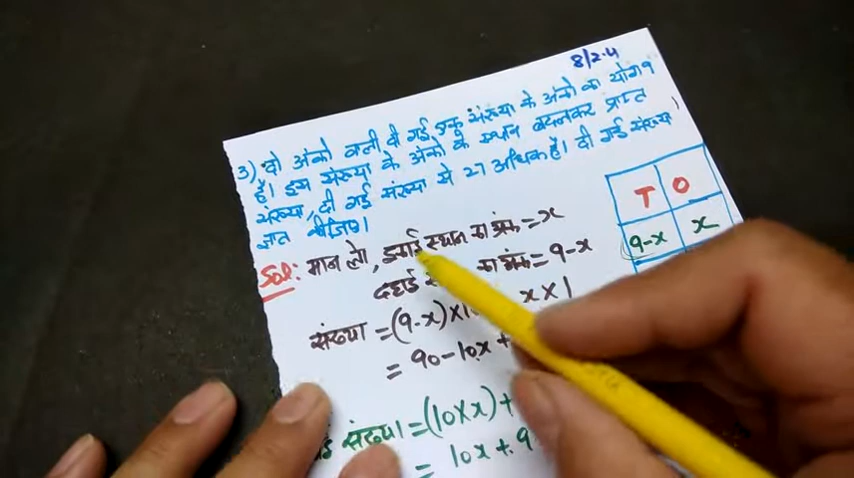 8/2.4
3) दो अंको वाली दी गई एक संख्या के अंको का योग 9
है। इस संख्या के अंको के स्थान बदलकर प्राप्त
संख्या, दी गई संख्या से 27 अधिक है। दी गई संख्या
ज्ञात कीजिए।
T O
9-x x
Sol: मान लो, इकाई स्थान का अंक = x
दहाई का अंक = 9-x
संख्या = (9-x)×1 x×1
= 90-10x+
संख्या = (10×x)+
= 10x+9